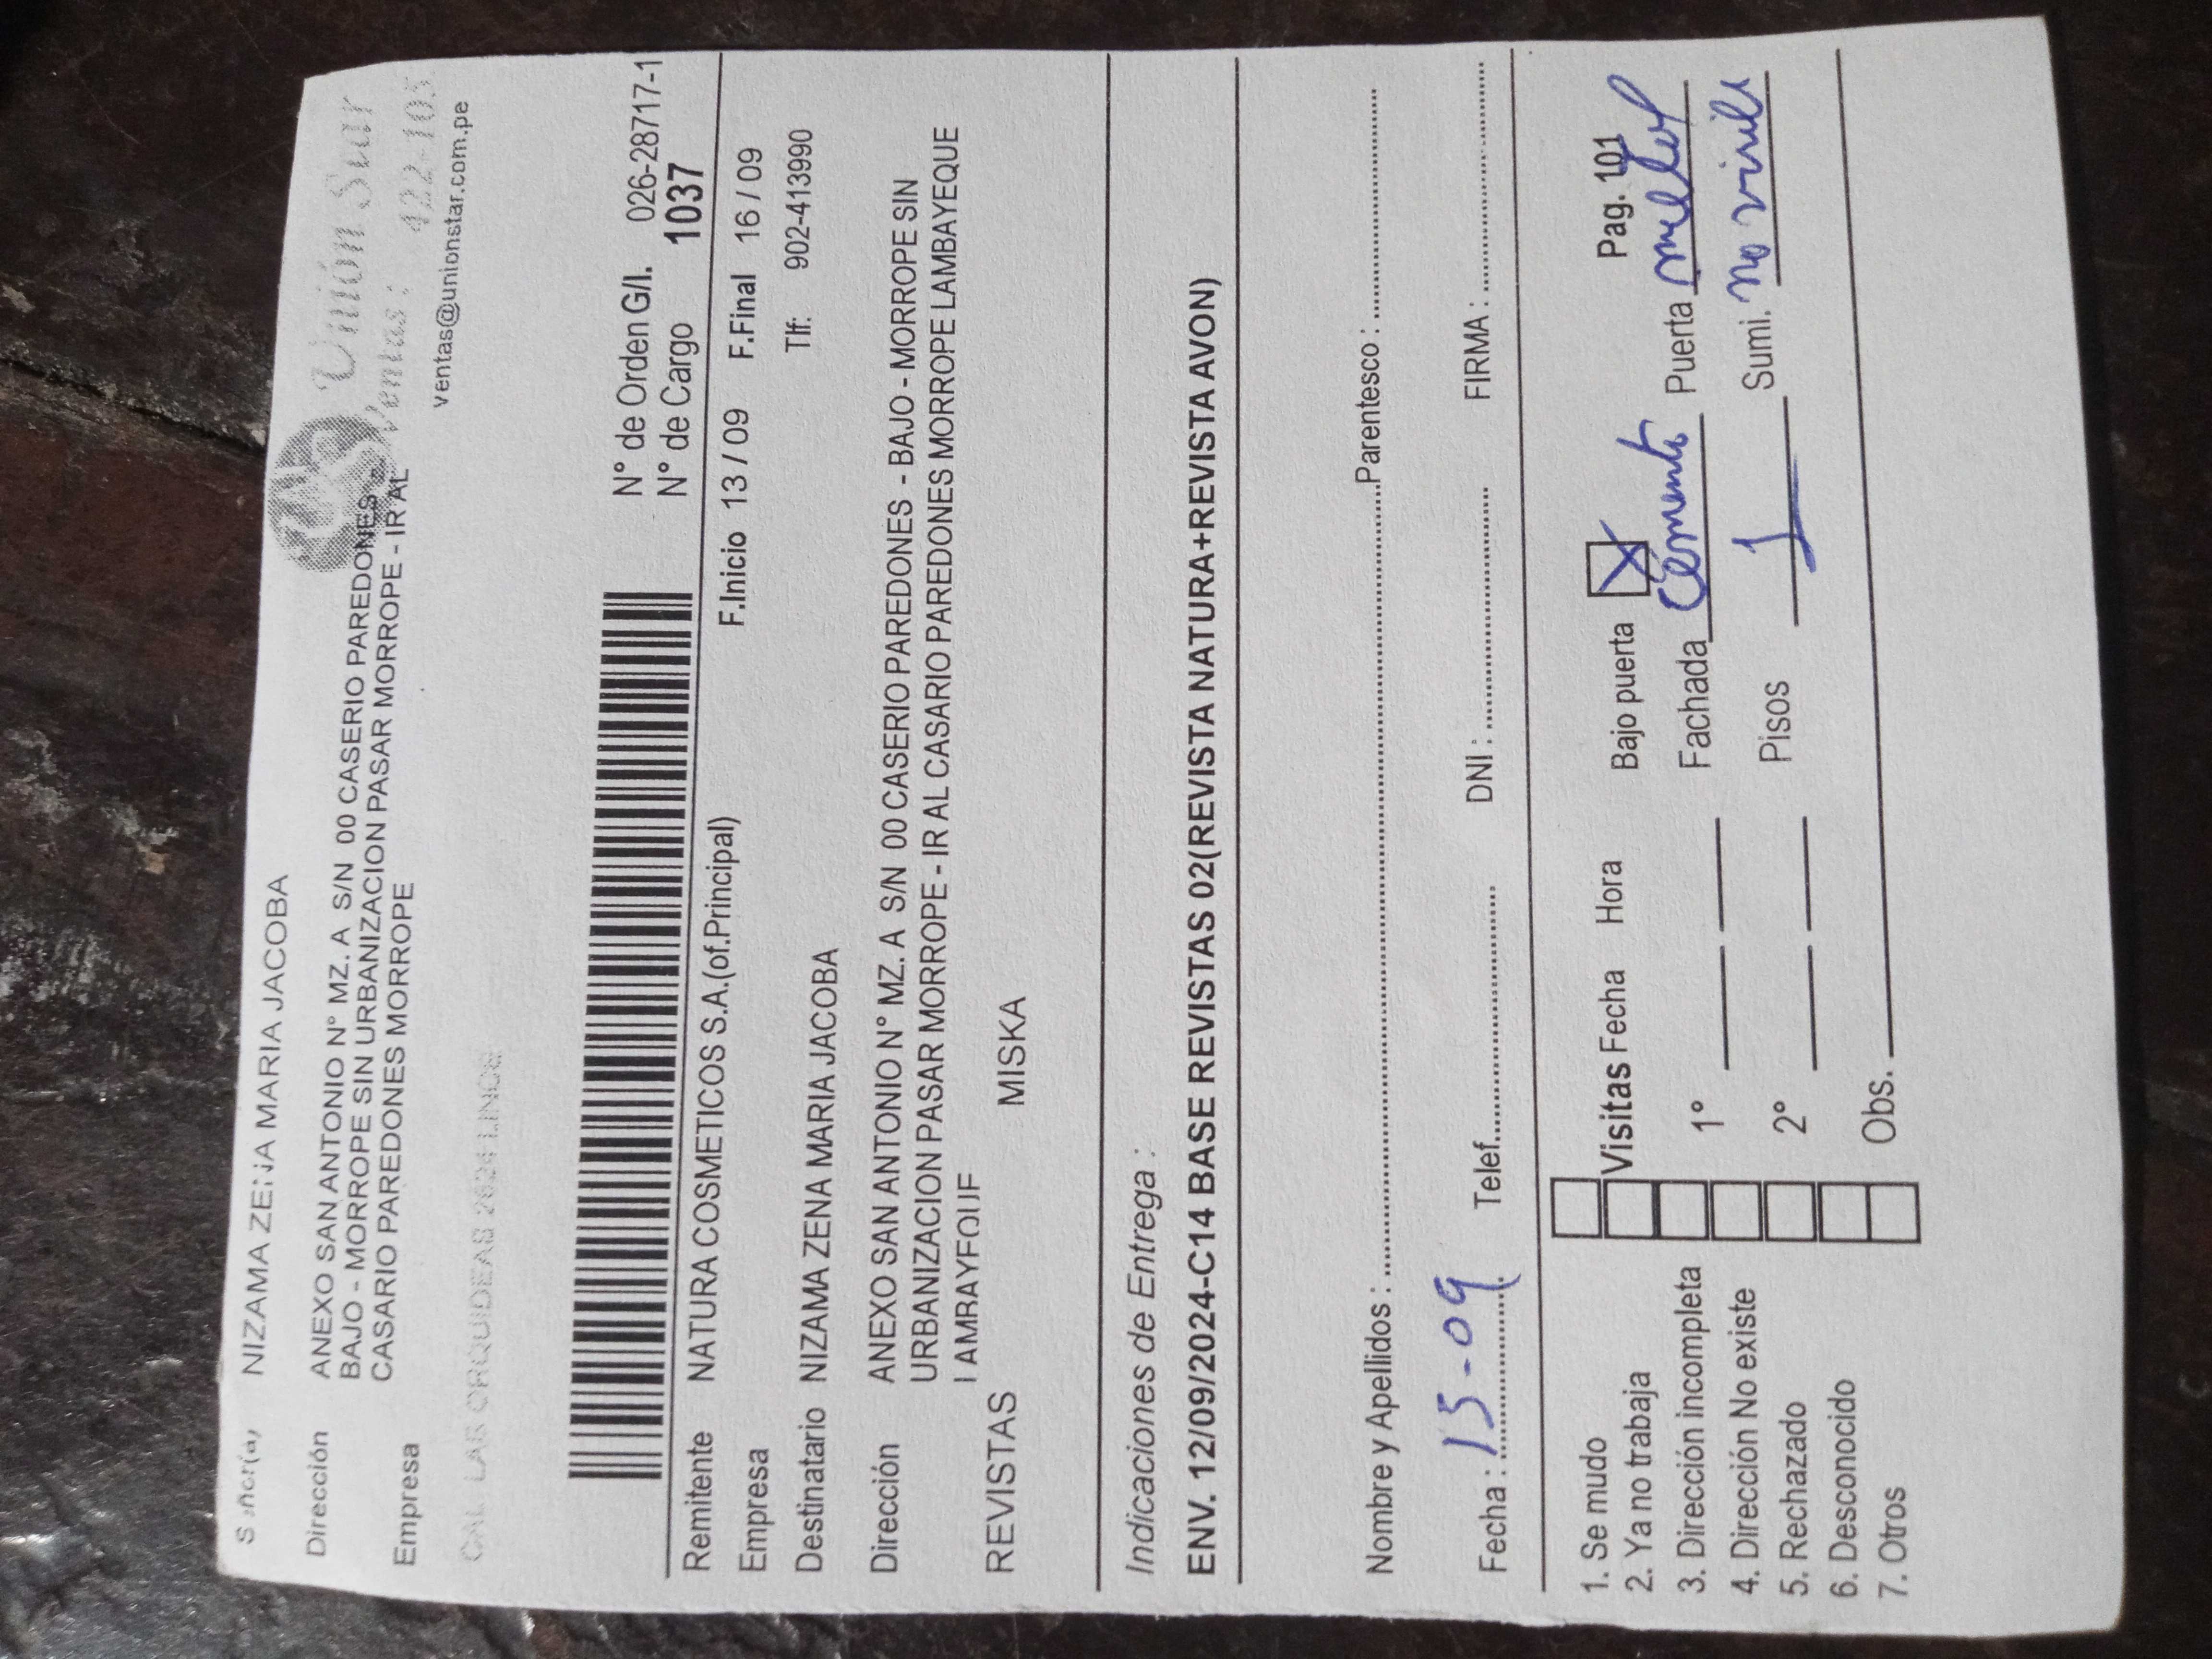 Unión Star
Ventas: 422-103
ventas@unionstar.com.pe
NIZAMA MARIA JACOBA
Dirección ANEXO SAN ANTONIO N° MZ. A S/N 00 CASERIO PAREDONES
BAJO - MORROPE SIN URBANIZACION PASAR MORROPE - IR AL
CASARIO PAREDONES MORROPE
Empresa
CAL LAS ORQUIDEAS LINCE
N° de Orden G/I. 026-28717-1
N° de Cargo 1037
Remitente NATURA COSMETICOS S.A.(of.Principal)
F.Inicio 13 / 09 F.Final 16 / 09
Empresa
Tlf: 902-413990
Destinatario NIZAMA ZENA MARIA JACOBA
Dirección ANEXO SAN ANTONIO N° MZ. A S/N 00 CASERIO PAREDONES - BAJO - MORROPE SIN
URBANIZACION PASAR MORROPE - IR AL CASARIO PAREDONES MORROPE LAMBAYEQUE
REVISTAS MISKA
Indicaciones de Entrega :
ENV. 12/09/2024-C14 BASE REVISTAS 02(REVISTA NATURA+REVISTA AVON)
Nombre y Apellidos : Parentesco :
Fecha : 15-09 Telef. DNI : FIRMA :
1. Se mudo
2. Ya no trabaja
3. Dirección incompleta
4. Dirección No existe
5. Rechazado
6. Desconocido
7. Otros
Visitas Fecha Hora
1°
2°
Obs.
Bajo puerta X Pag. 101
Fachada Cemento Puerta
Pisos 1 Sumi. no